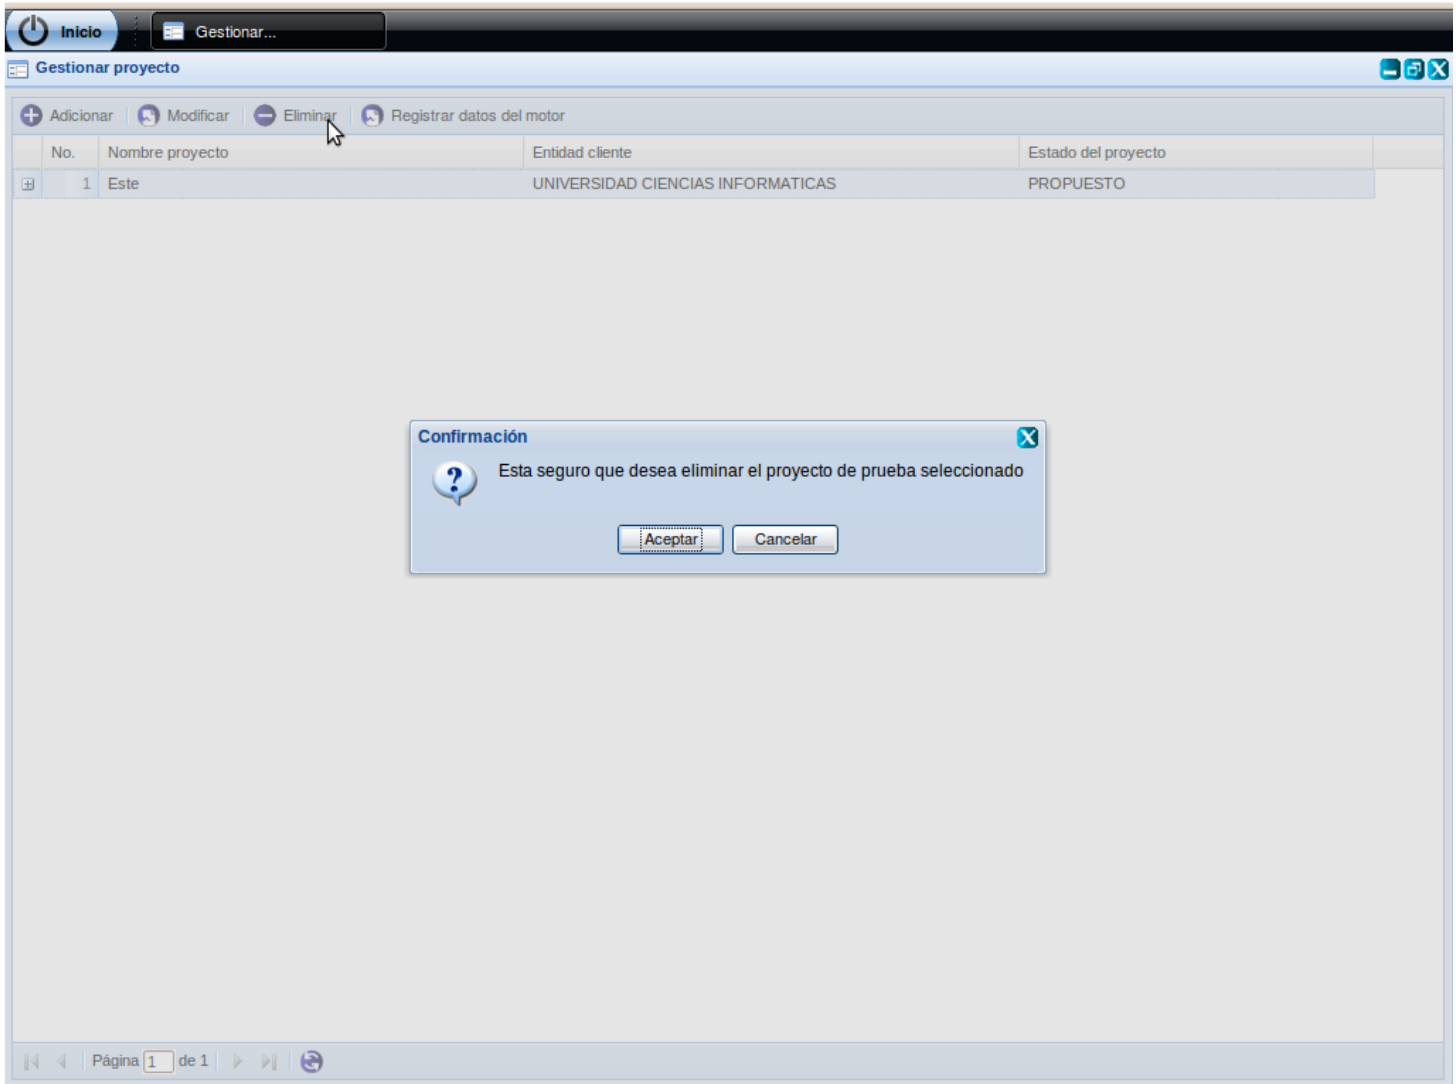 Inicio Gestionar...
Gestionar proyecto
Adicionar Modificar Eliminar Registrar datos del motor
No. Nombre proyecto Entidad cliente Estado del proyecto
1 Este UNIVERSIDAD CIENCIAS INFORMATICAS PROPUESTO
Confirmación
Esta seguro que desea eliminar el proyecto de prueba seleccionado
Aceptar Cancelar
Página 1 de 1